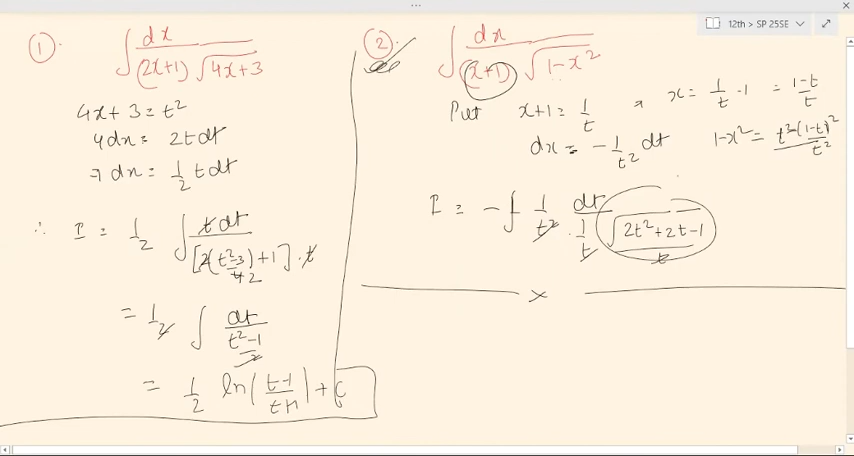 12th > SP 25SE
① ∫ dx / (2x+1) √4x+3
4x+3 = t²
4dx = 2t dt
→ dx = 1/2 t dt
∴ I = 1/2 ∫ t dt / [2(t²-3)/4 2 + 1] . t
= 1/2 ∫ dt / (t²-1)/2
= 1/2 ln |t-1 / t+1| + C
② ∫ dx / (x+1) √1-x²
Put x+1 = 1/t → x = 1/t - 1 = 1-t / t
dx = - 1/t² dt 1-x² = t²-(1-t)² / t²
I = -∫ 1/t² dt / 1/t . √2t²+2t-1 / t
x